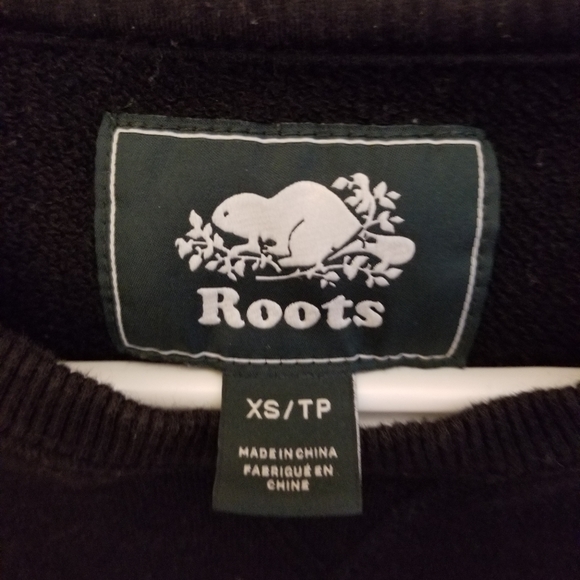 Roots
XS/TP
MADE IN CHINA
FABRIQUÉ EN
CHINE